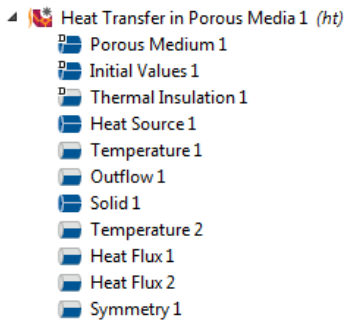 Heat Transfer in Porous Media 1 (ht)
Porous Medium 1
Initial Values 1
Thermal Insulation 1
Heat Source 1
Temperature 1
Outflow 1
Solid 1
Temperature 2
Heat Flux 1
Heat Flux 2
Symmetry 1